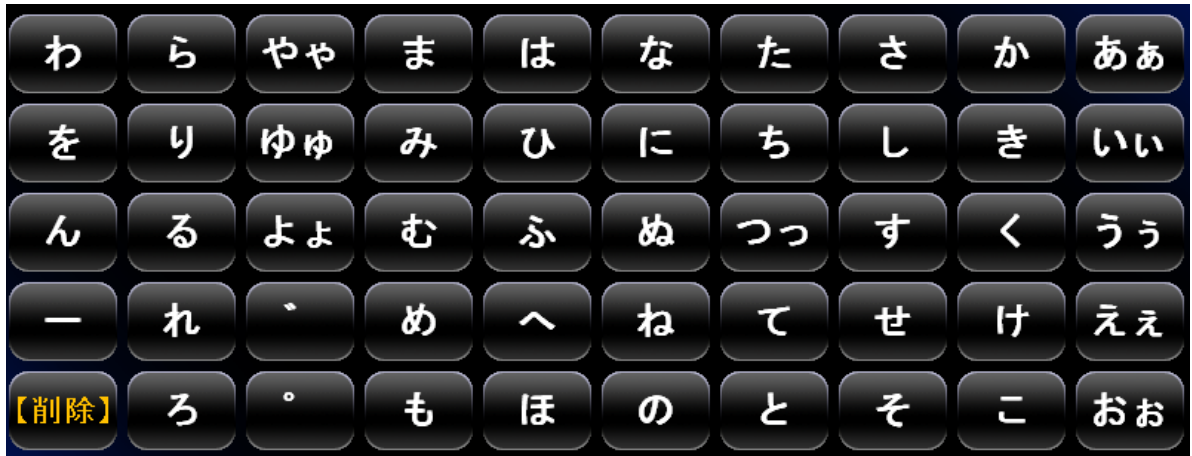 わ ら やゃ ま は な た さ か あぁ
を り ゆゅ み ひ に ち し き いぃ
ん る よょ む ふ ぬ つっ す く うぅ
ー れ ゛ め へ ね て せ け えぇ
【削除】 ろ ゜ も ほ の と そ こ おぉ